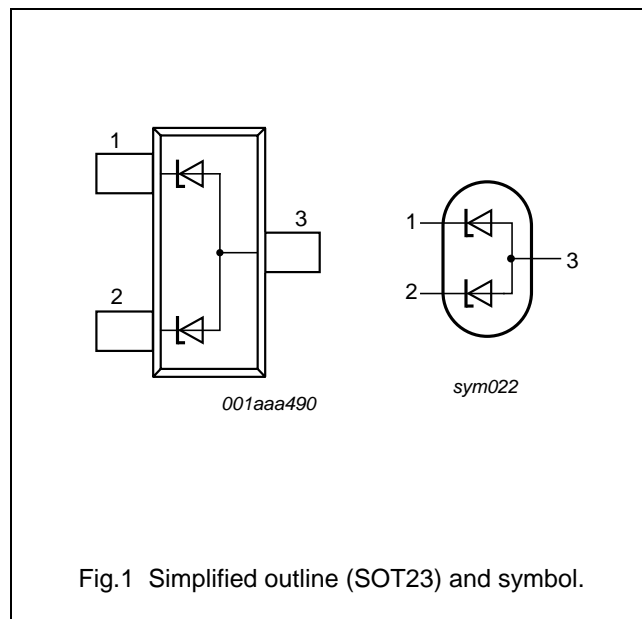 1
3
2
001aaa490
1
2
3
sym022
Fig.1 Simplified outline (SOT23) and symbol.